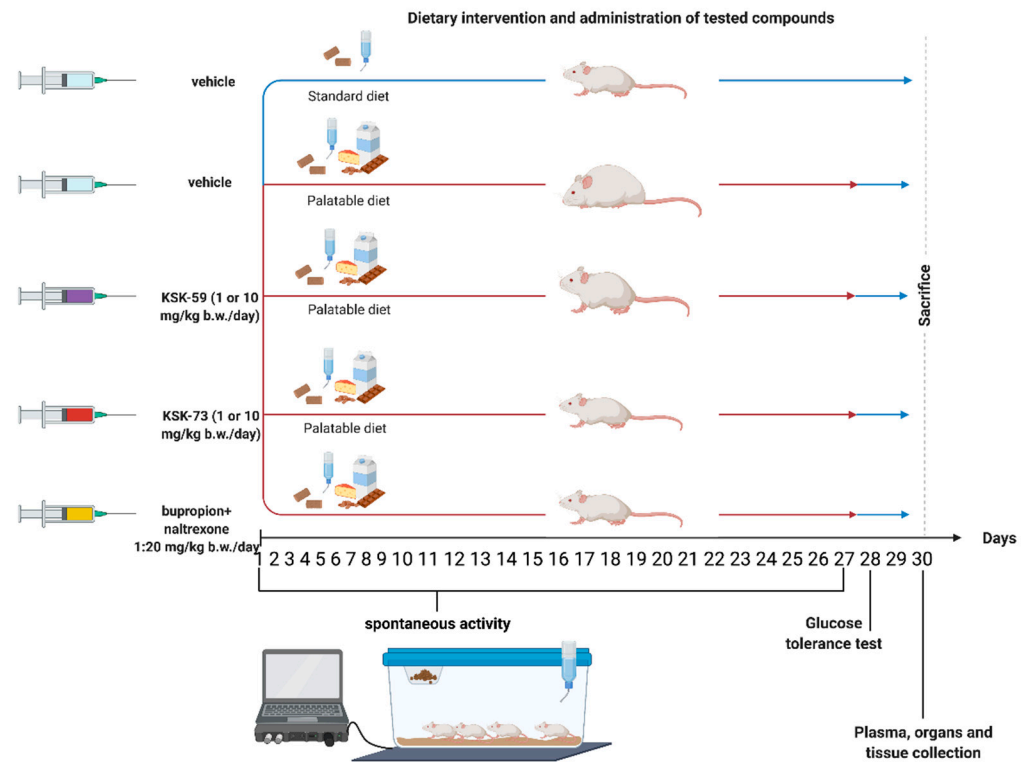 Dietary intervention and administration of tested compounds
vehicle
Standard diet
vehicle
Palatable diet
KSK-59 (1 or 10
mg/kg b.w./day)
Palatable diet
KSK-73 (1 or 10
mg/kg b.w./day)
Palatable diet
bupropion+
naltrexone
1:20 mg/kg b.w./day
Sacrifice
Days
1 2 3 4 5 6 7 8 9 10 11 12 13 14 15 16 17 18 19 20 21 22 23 24 25 26 27 28 29 30
spontaneous activity
Glucose
tolerance test
Plasma, organs and
tissue collection